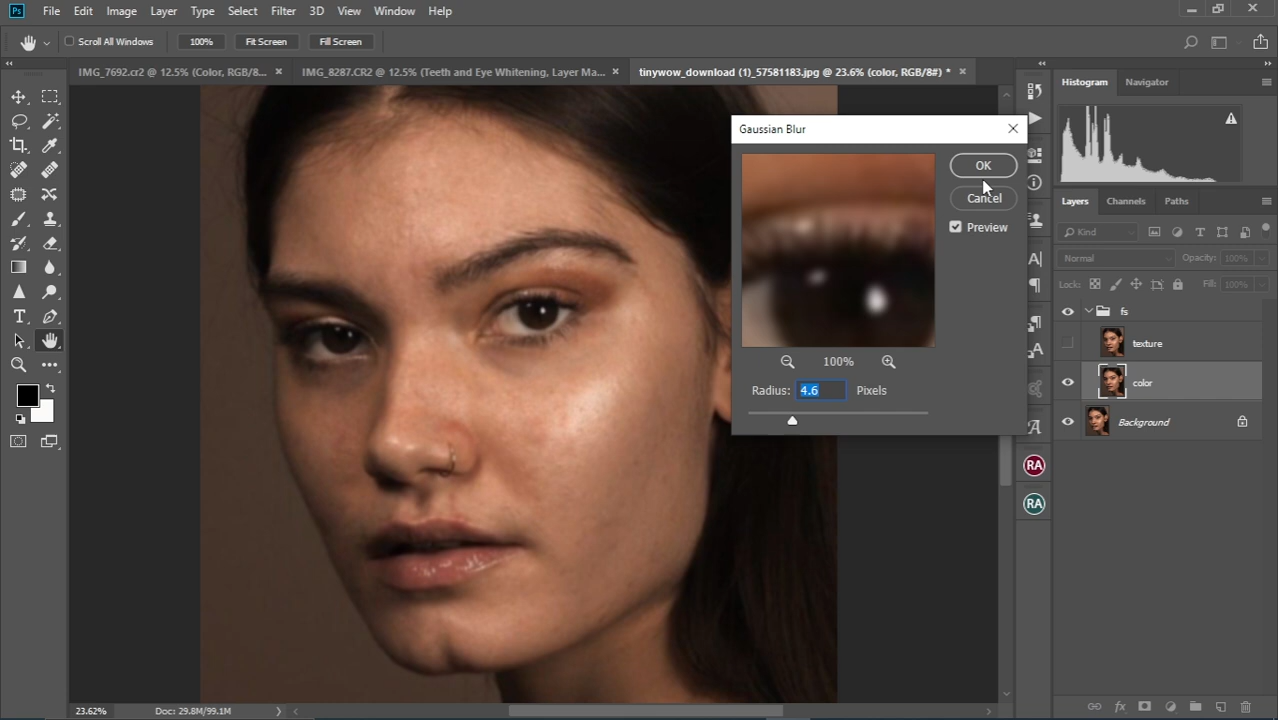 Ps File Edit Image Layer Type Select Filter 3D View Window Help
Scroll All Windows 100% Fit Screen Fill Screen
IMG_7692.cr2 @ 12.5% (Color, RGB/8... × IMG_8287.CR2 @ 12.5% (Teeth and Eye Whitening, Layer Ma... × tinywow_download (1)_57581183.jpg @ 23.6% (color, RGB/8#) * ×
Histogram Navigator
Gaussian Blur
OK
Cancel
Preview
100%
Radius: 4.6 Pixels
Layers Channels Paths
Kind
Normal Opacity: 100%
Locks: Fill: 100%
fs
texture
color
Background
RA
RA
23.62% Doc: 29.8M/99.1M